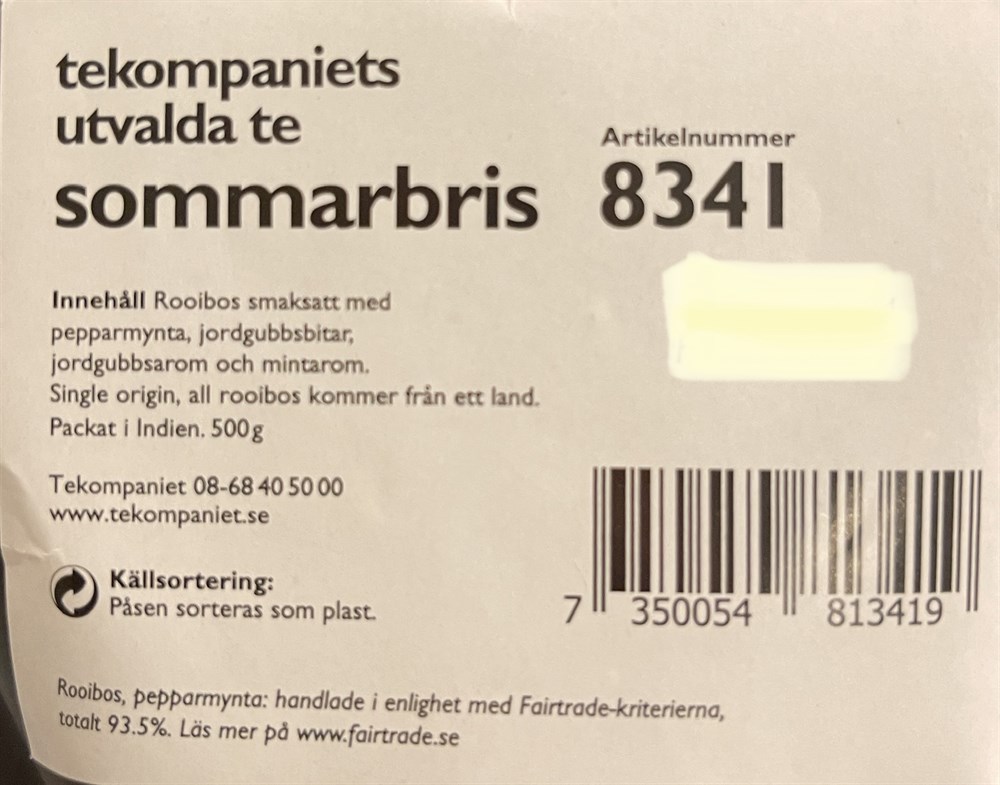 tekompaniets
utvalda te
sommarbris
Artikelnummer
8341
Innehåll Rooibos smaksatt med
pepparmynta, jordgubbsbitar,
jordgubbsarom och mintarom.
Single origin, all rooibos kommer från ett land.
Packat i Indien. 500g
Tekompaniet 08-68 40 50 00
www.tekompaniet.se
Källsortering:
Påsen sorteras som plast.
7 350054 813419
Rooibos, pepparmynta: handlade i enlighet med Fairtrade-kriterierna,
totalt 93.5%. Läs mer på www.fairtrade.se